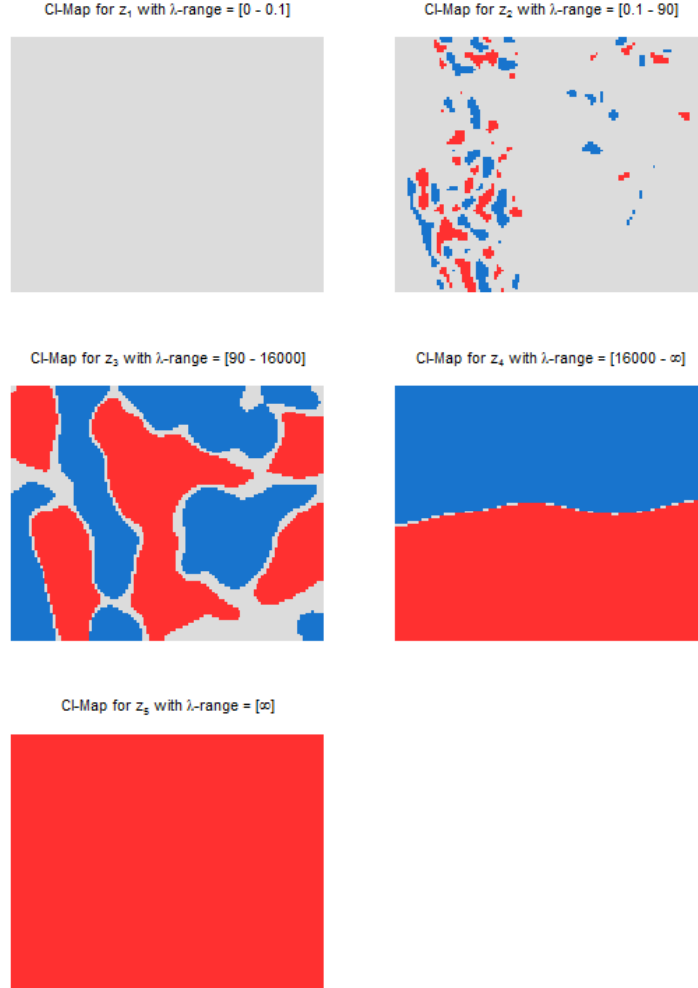 CI-Map for z₁ with λ-range = [0 - 0.1]
CI-Map for z₂ with λ-range = [0.1 - 90]
CI-Map for z₃ with λ-range = [90 - 16000]
CI-Map for z₄ with λ-range = [16000 - ∞]
CI-Map for z₅ with λ-range = [∞]